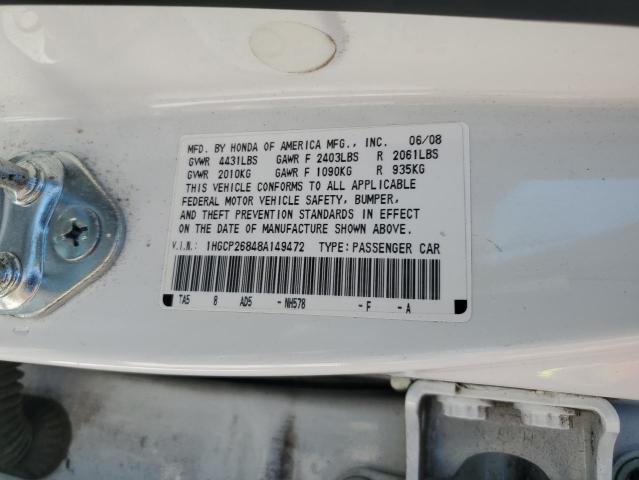 MFD. BY HONDA OF AMERICA MFG., INC. 06/08
GVWR 4431LBS GAWR F 2403LBS R 2061LBS
GVWR 2010KG GAWR F 1090KG R 935KG
THIS VEHICLE CONFORMS TO ALL APPLICABLE
FEDERAL MOTOR VEHICLE SAFETY, BUMPER,
AND THEFT PREVENTION STANDARDS IN EFFECT
ON THE DATE OF MANUFACTURE SHOWN ABOVE.
V.I.N.: 1HGCP26848A149472 TYPE: PASSENGER CAR
TA5 8 AD5 - NH578 - F - A